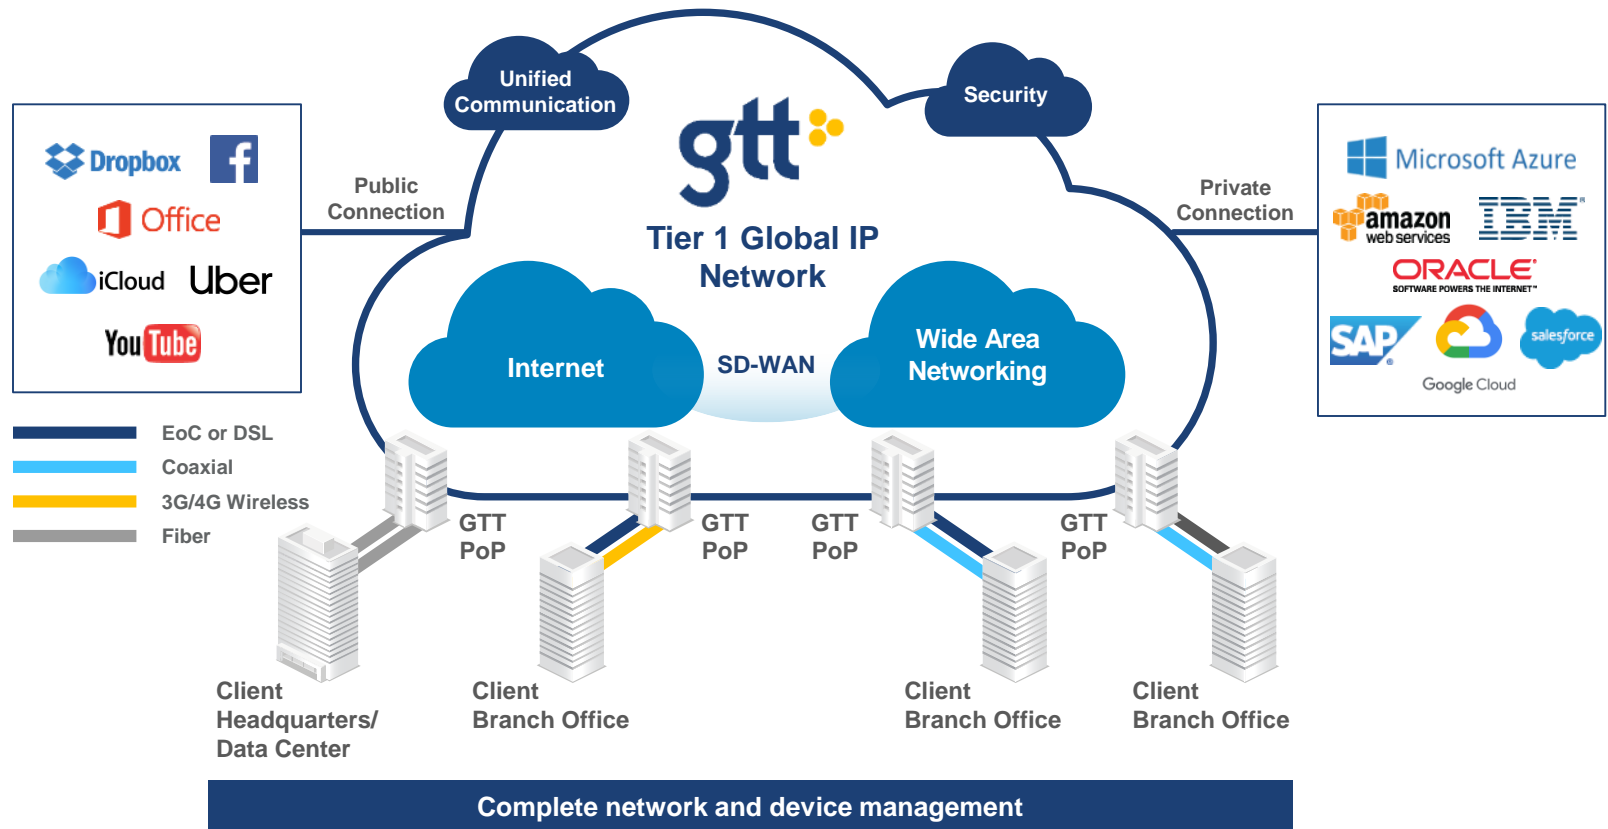 Unified
Communication
Security
gtt
Tier 1 Global IP
Network
Dropbox
f
Office
iCloud
Uber
YouTube
Public
Connection
Private
Connection
Microsoft Azure
amazon
web services
IBM
ORACLE
SOFTWARE POWERS THE INTERNET™
SAP
salesforce
Google Cloud
Internet
SD-WAN
Wide Area
Networking
EoC or DSL
Coaxial
3G/4G Wireless
Fiber
GTT
PoP
GTT
PoP
GTT
PoP
GTT
PoP
Client
Headquarters/
Data Center
Client
Branch Office
Client
Branch Office
Client
Branch Office
Complete network and device management